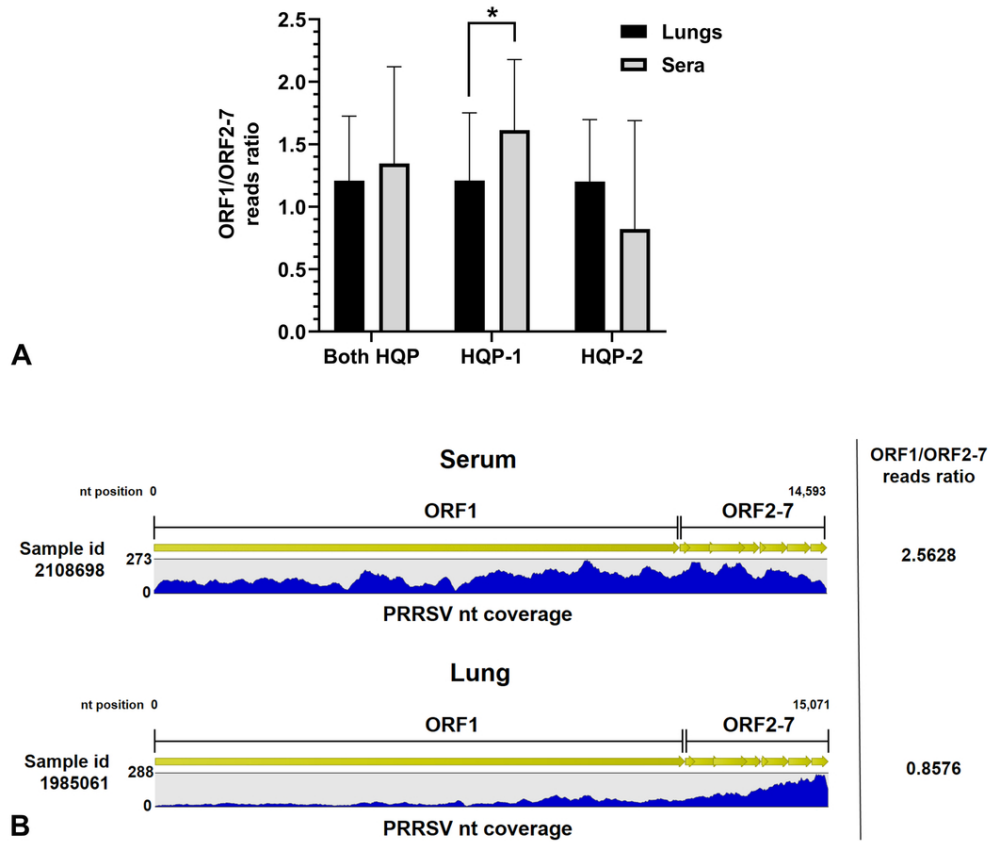 2.5
2.0
1.5
1.0
0.5
0.0
ORF1/ORF2-7
reads ratio
*
Lungs
Sera
Both HQP HQP-1 HQP-2
A
Serum
ORF1/ORF2-7
reads ratio
nt position 0 14,593
ORF1 ORF2-7
Sample id
2108698
273
0
2.5628
PRRSV nt coverage
Lung
nt position 0 15,071
ORF1 ORF2-7
Sample id
1985061
288
0
0.8576
B
PRRSV nt coverage